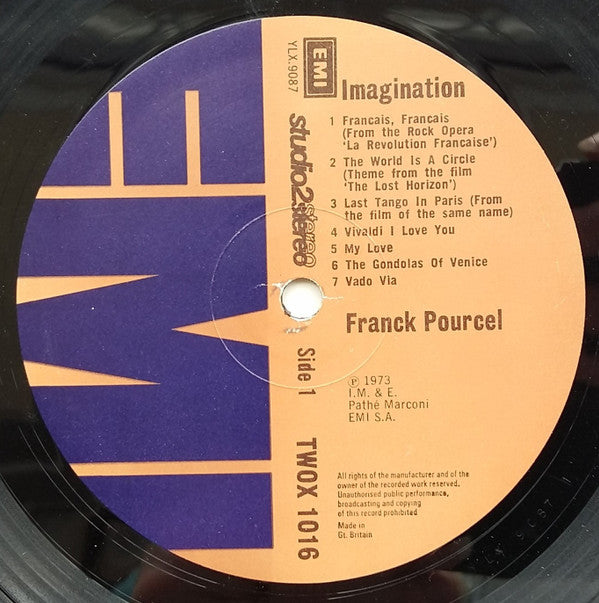 EMI
YLX.9087
EMI
studio2stereo
Imagination
1 Francais, Francais
(From the Rock Opera
'La Revolution Francaise')
2 The World Is A Circle
(Theme from the film
'The Lost Horizon')
3 Last Tango In Paris (From
the film of the same name)
4 Vivaldi I Love You
5 My Love
6 The Gondolas Of Venice
7 Vado Via
Franck Pourcel
Side 1
TWOX 1016
℗ 1973
I.M. & E.
Pathé Marconi
EMI S.A.
All rights of the manufacturer and of the
owner of the recorded work reserved.
Unauthorised public performance,
broadcasting and copying
of this record prohibited
Made in
Gt. Britain